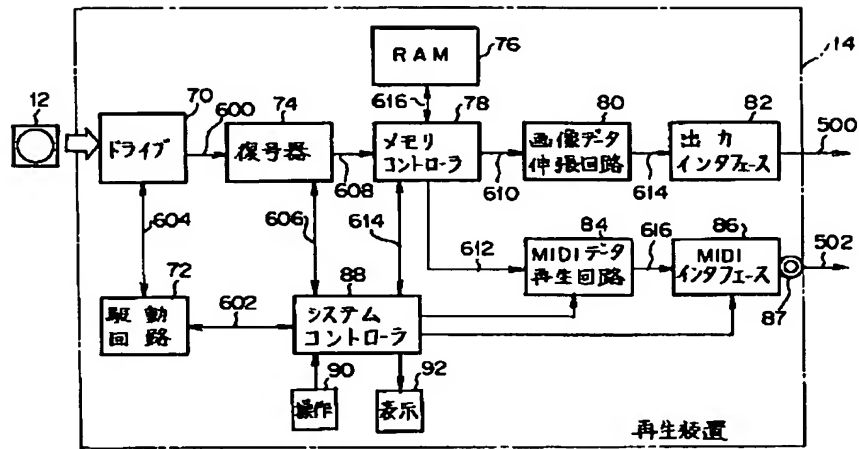 RAM
76
14
12
70
600
74
616
78
80
82
500
ドライブ
復号器
メモリ
コントローラ
画像データ
伸張回路
出力
インタフェース
608
610
614
604
606
614
612
84
616
86
502
MIDIデータ
再生回路
MIDI
インタフェース
87
72
602
88
駆動
回路
システム
コントローラ
90
92
操作
表示
再生装置